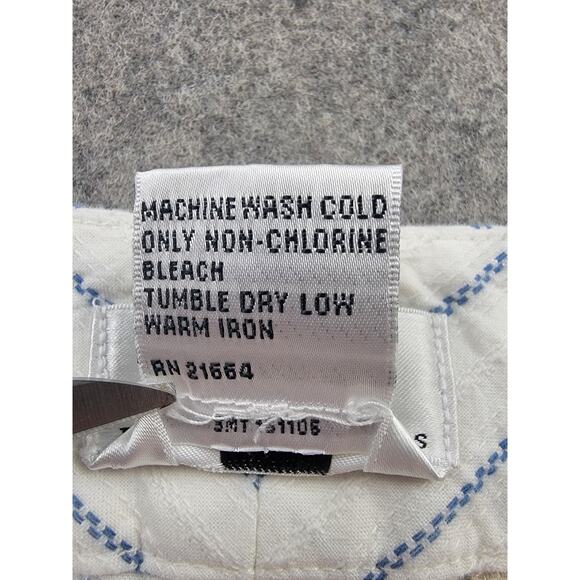 MACHINE WASH COLD
ONLY NON-CHLORINE
BLEACH
TUMBLE DRY LOW
WARM IRON
RN 21664
S